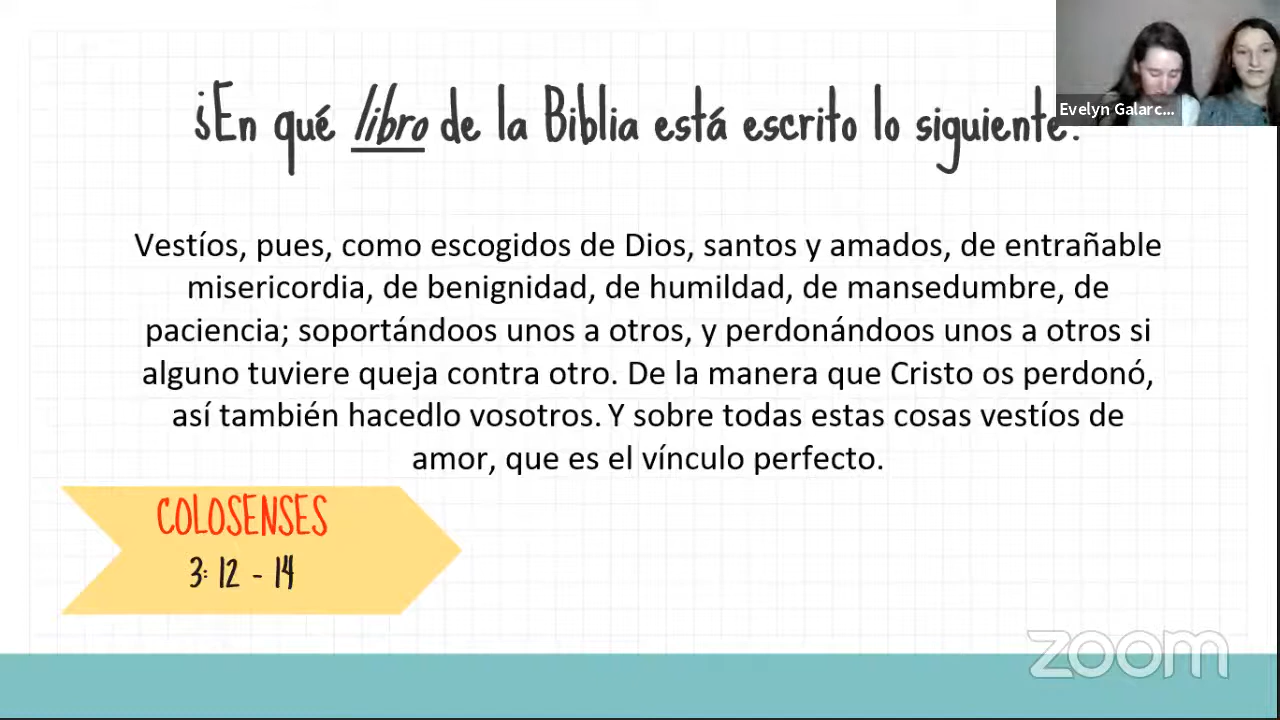 ¿En qué libro de la Biblia está escrito lo siguiente:
Evelyn Galarc...
Vestíos, pues, como escogidos de Dios, santos y amados, de entrañable
misericordia, de benignidad, de humildad, de mansedumbre, de
paciencia; soportándoos unos a otros, y perdonándoos unos a otros si
alguno tuviere queja contra otro. De la manera que Cristo os perdonó,
así también hacedlo vosotros. Y sobre todas estas cosas vestíos de
amor, que es el vínculo perfecto.
COLOSENSES
3: 12 - 14
zoom